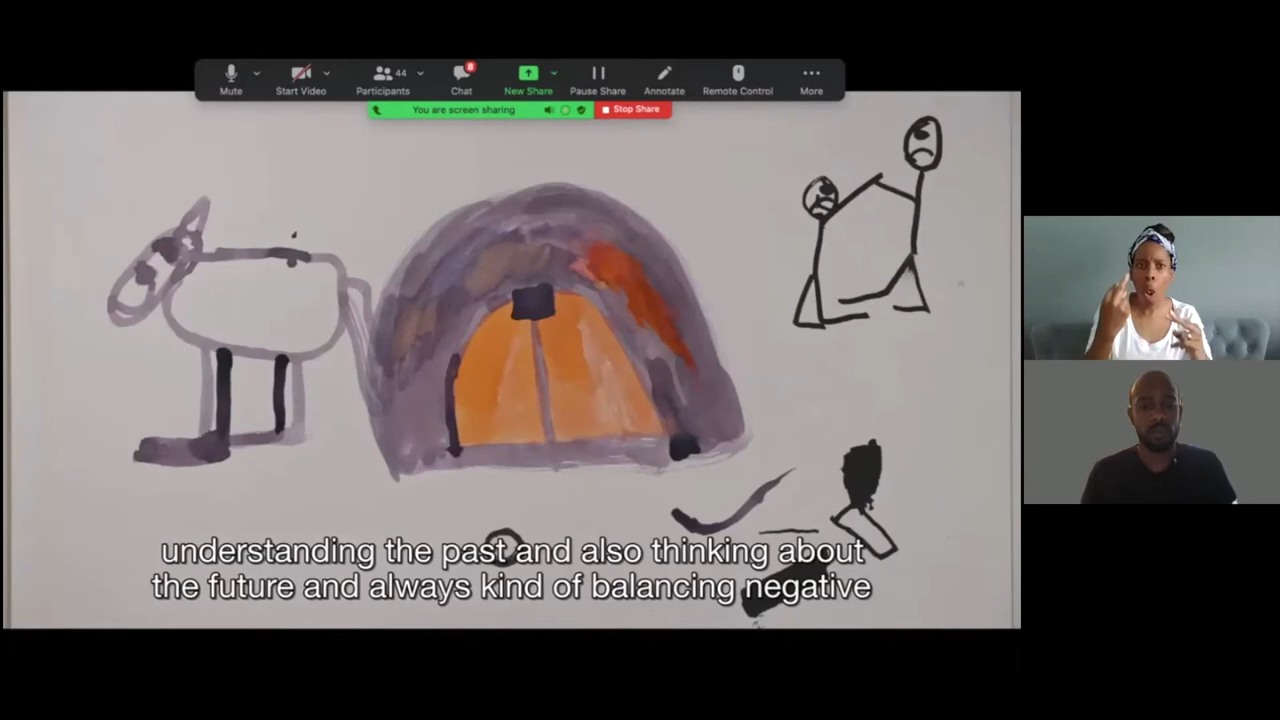 44
8
Mute
Start Video
Participants
Chat
New Share
Pause Share
Annotate
Remote Control
More
You are screen sharing
Stop Share
understanding the past and also thinking about
the future and always kind of balancing negative